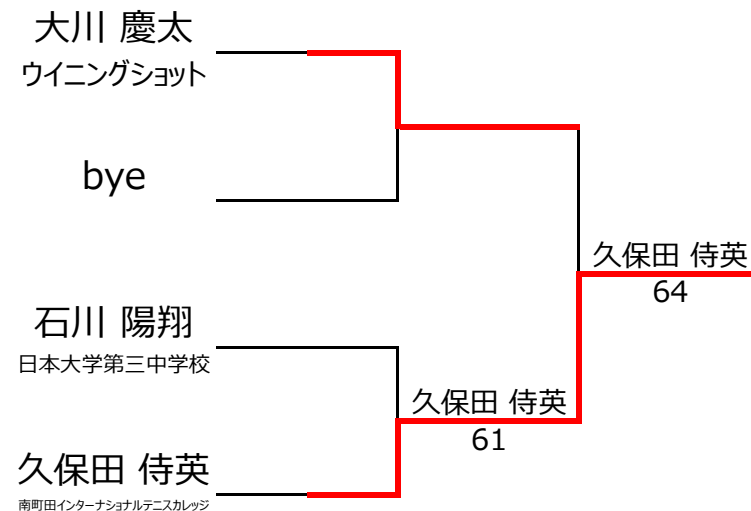 大川 慶太
ウイニングショット
bye
久保田 侍英
64
石川 陽翔
日本大学第三中学校
久保田 侍英
61
久保田 侍英
南町田インターナショナルテニスカレッジ